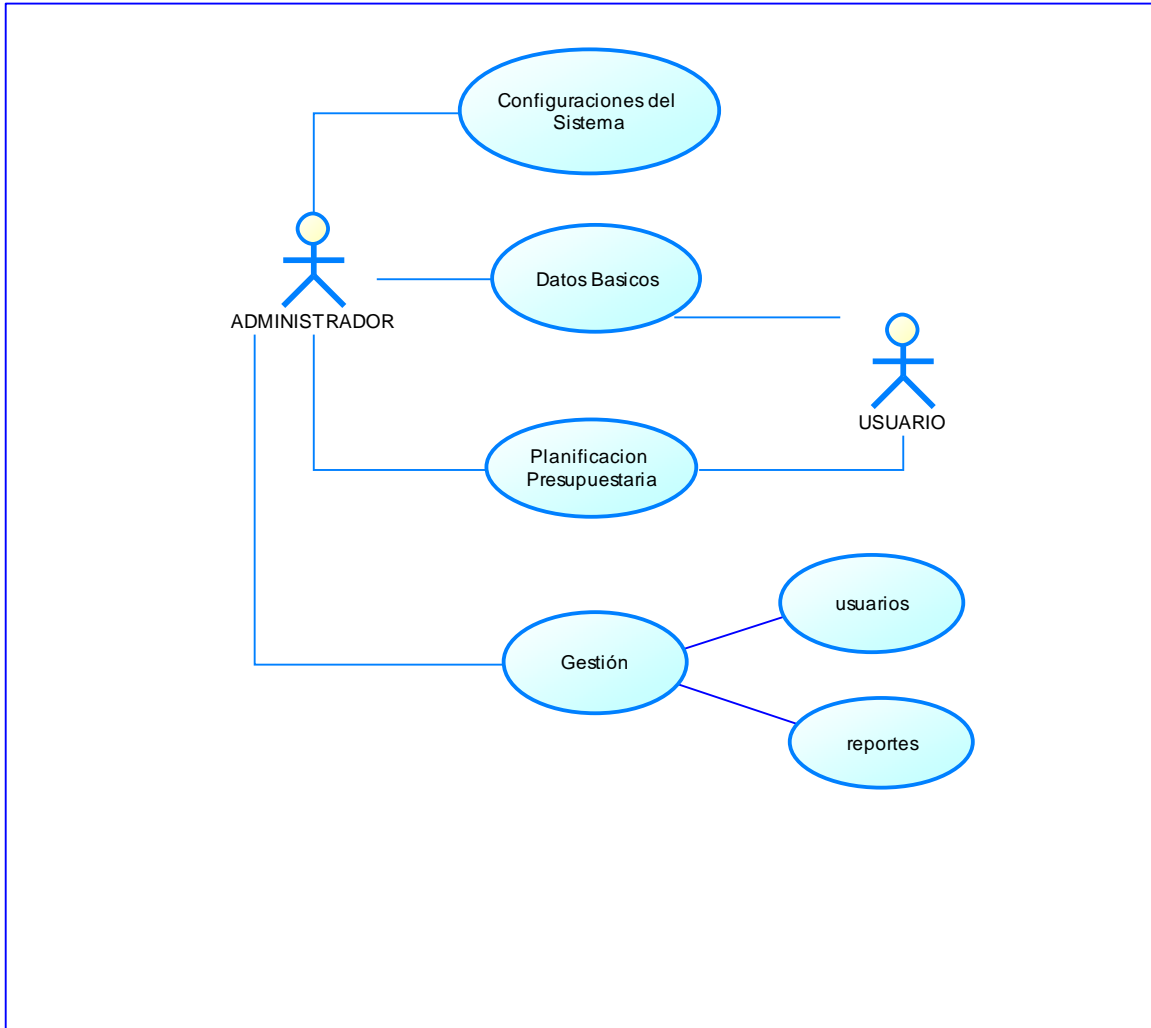 Configuraciones del
Sistema
Datos Basicos
ADMINISTRADOR
USUARIO
Planificacion
Presupuestaria
usuarios
Gestión
reportes